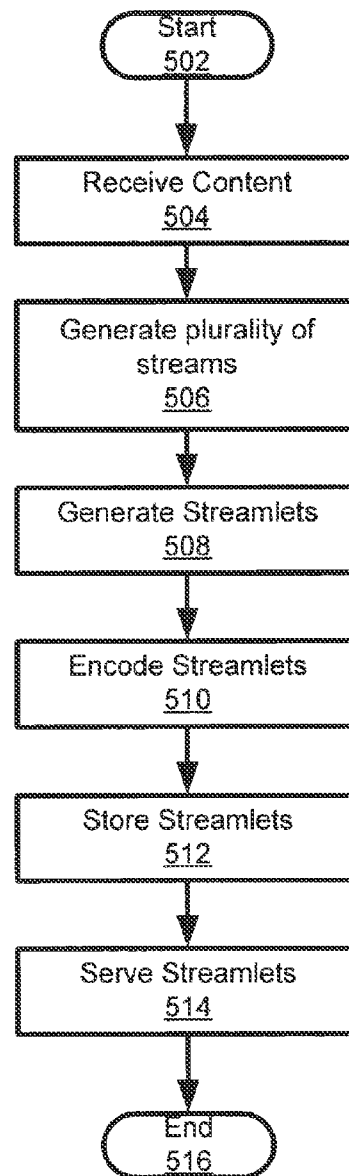 Start
502
Receive Content
504
Generate plurality of
streams
506
Generate Streamlets
508
Encode Streamlets
510
Store Streamlets
512
Serve Streamlets
514
End
516